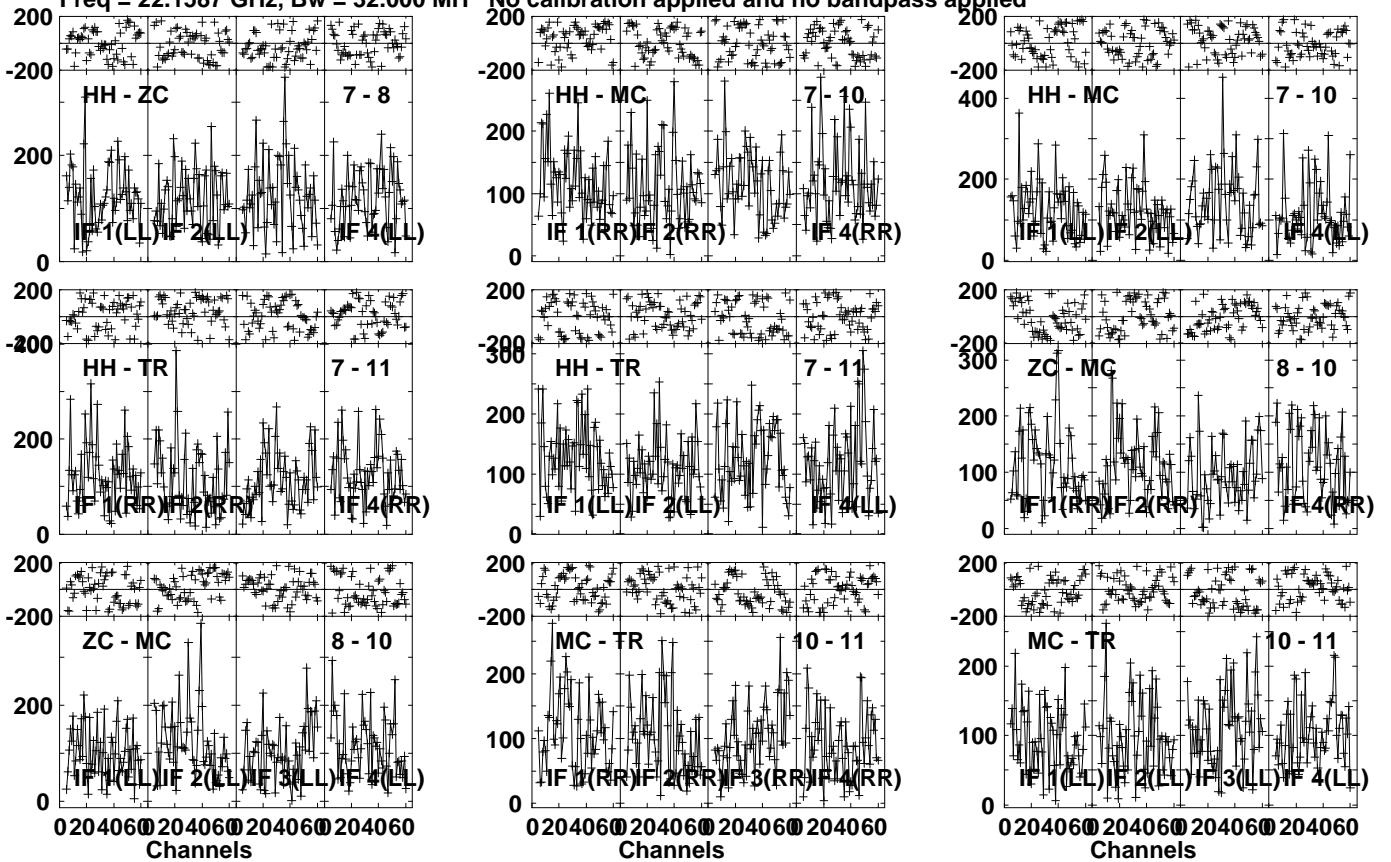 Freq = 22.1587 GHz, Bw = 32.000 MH No calibration applied and no bandpass applied
200
-200
HH - ZC 7 - 8
200
0
IF 1(LL) IF 2(LL) IF 4(LL)
200
-200
HH - MC 7 - 10
200
100
0
IF 1(RR) IF 2(RR) IF 4(RR)
200
-200
HH - MC 7 - 10
400
200
0
IF 1(LL) IF 2(LL) IF 4(LL)
200
-200
400
HH - TR 7 - 11
200
0
IF 1(RR) IF 2(RR) IF 4(RR)
200
-200
300
HH - TR 7 - 11
200
100
0
IF 1(LL) IF 2(LL) IF 4(LL)
200
-200
300
ZC - MC 8 - 10
200
100
0
IF 1(RR) IF 2(RR) IF 4(RR)
200
-200
ZC - MC 8 - 10
200
0
IF 1(LL) IF 2(LL) IF 3(LL) IF 4(LL)
0 20 40 60 0 20 40 60 0 20 40 60 0 20 40 60
Channels
200
-200
MC - TR 10 - 11
200
100
0
IF 1(RR) IF 2(RR) IF 3(RR) IF 4(RR)
0 20 40 60 0 20 40 60 0 20 40 60 0 20 40 60
Channels
200
-200
MC - TR 10 - 11
200
100
0
IF 1(LL) IF 2(LL) IF 3(LL) IF 4(LL)
0 20 40 60 0 20 40 60 0 20 40 60 0 20 40 60
Channels